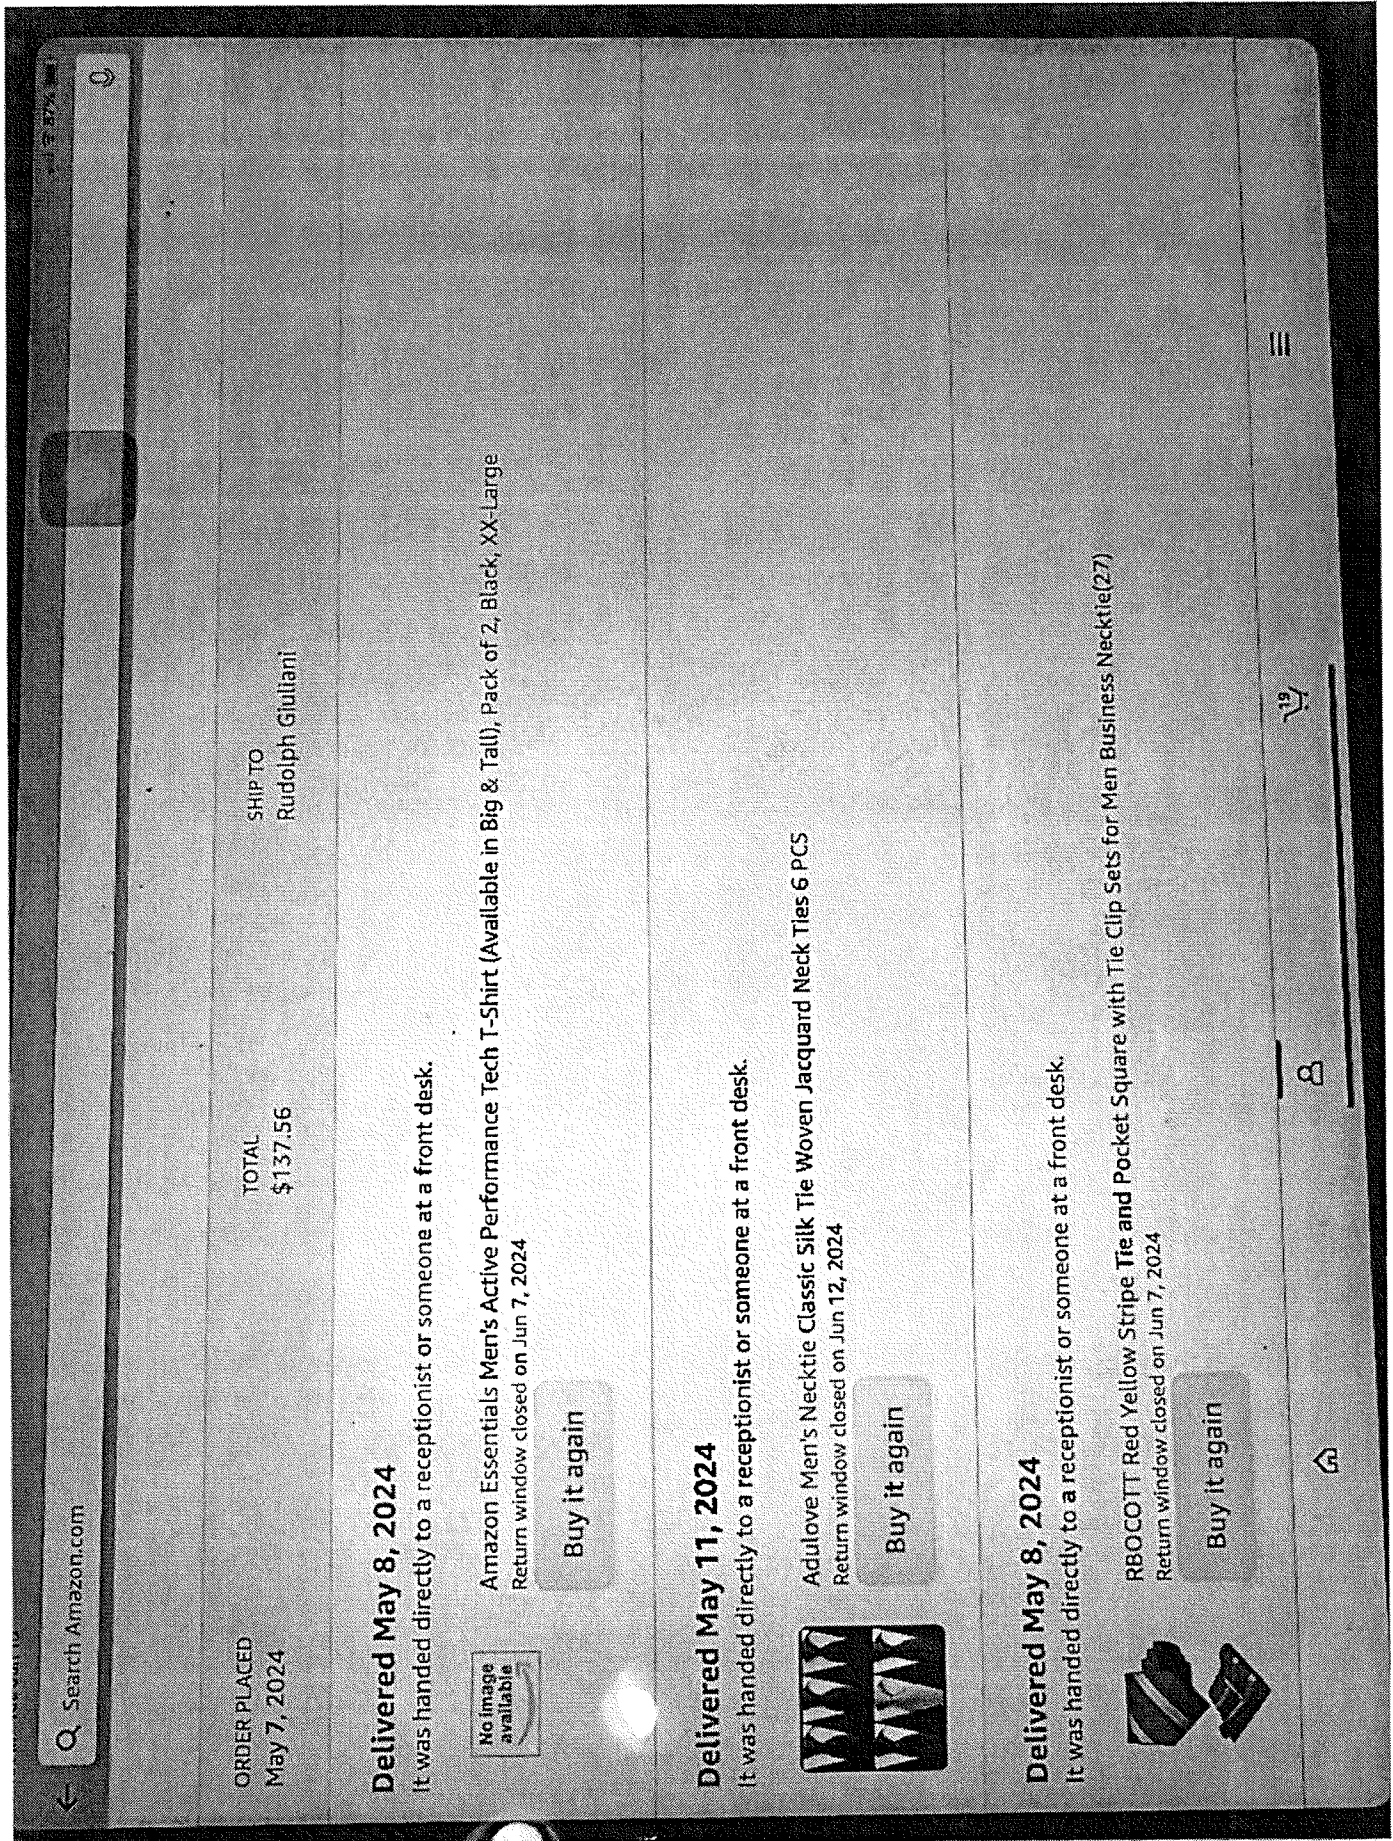 87%
Search Amazon.com
ORDER PLACED
May 7, 2024
TOTAL
$137.56
SHIP TO
Rudolph Giuliani
Delivered May 8, 2024
It was handed directly to a receptionist or someone at a front desk.
No image
available
Amazon Essentials Men's Active Performance Tech T-Shirt (Available in Big & Tall), Pack of 2, Black, XX-Large
Return window closed on Jun 7, 2024
Buy it again
Delivered May 11, 2024
It was handed directly to a receptionist or someone at a front desk.
Adulove Men's Necktie Classic Silk Tie Woven Jacquard Neck Ties 6 PCS
Return window closed on Jun 12, 2024
Buy it again
Delivered May 8, 2024
It was handed directly to a receptionist or someone at a front desk.
RBOCOTT Red Yellow Stripe Tie and Pocket Square with Tie Clip Sets for Men Business Necktie(27)
Return window closed on Jun 7, 2024
Buy it again
19